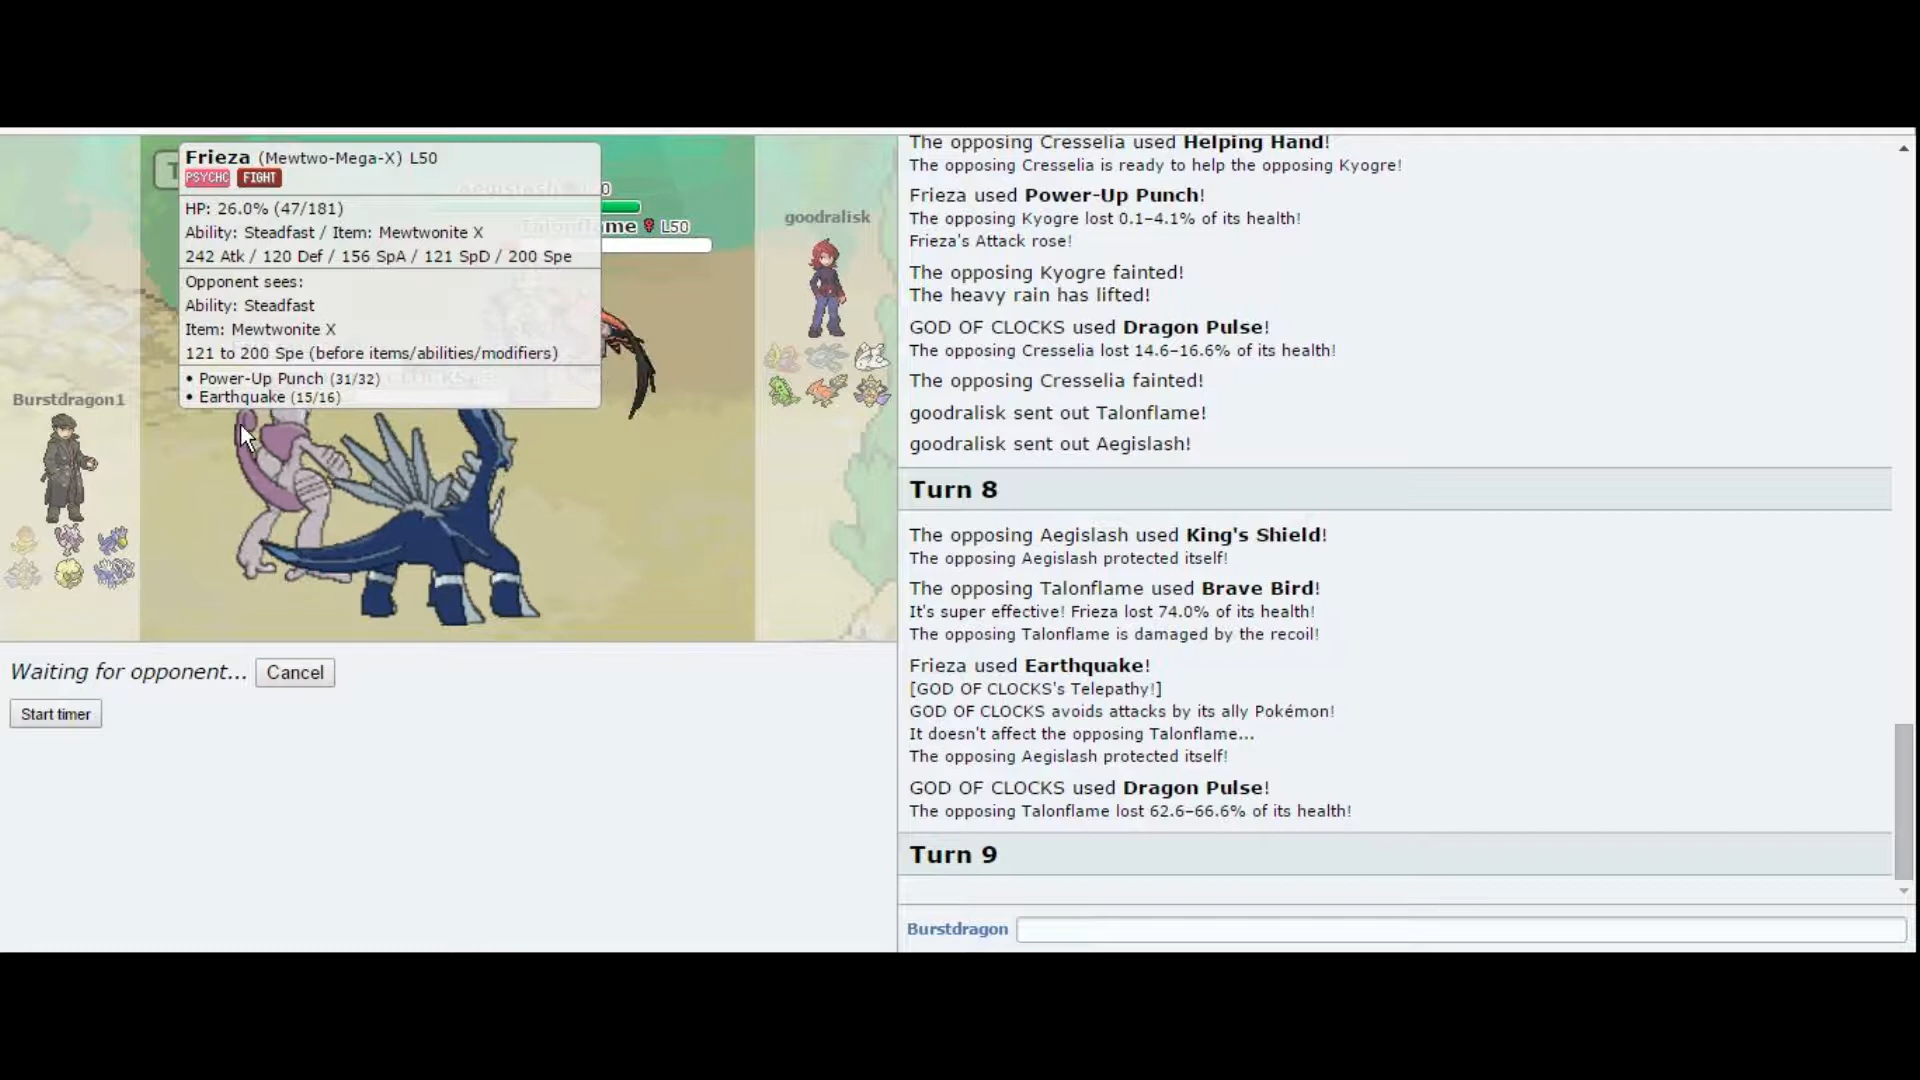 Frieza (Mewtwo-Mega-X) L50
PSYCHC FIGHT
HP: 26.0% (47/181)
Ability: Steadfast / Item: Mewtwonite X
242 Atk / 120 Def / 156 SpA / 121 SpD / 200 Spe
Opponent sees:
Ability: Steadfast
Item: Mewtwonite X
121 to 200 Spe (before items/abilities/modifiers)
• Power-Up Punch (31/32)
• Earthquake (15/16)
Talonflame L50
goodralisk
Burstdragon1
Waiting for opponent... Cancel
Start timer
The opposing Cresselia used Helping Hand!
The opposing Cresselia is ready to help the opposing Kyogre!
Frieza used Power-Up Punch!
The opposing Kyogre lost 0.1–4.1% of its health!
Frieza's Attack rose!
The opposing Kyogre fainted!
The heavy rain has lifted!
GOD OF CLOCKS used Dragon Pulse!
The opposing Cresselia lost 14.6–16.6% of its health!
The opposing Cresselia fainted!
goodralisk sent out Talonflame!
goodralisk sent out Aegislash!
Turn 8
The opposing Aegislash used King's Shield!
The opposing Aegislash protected itself!
The opposing Talonflame used Brave Bird!
It's super effective! Frieza lost 74.0% of its health!
The opposing Talonflame is damaged by the recoil!
Frieza used Earthquake!
[GOD OF CLOCKS's Telepathy!]
GOD OF CLOCKS avoids attacks by its ally Pokémon!
It doesn't affect the opposing Talonflame...
The opposing Aegislash protected itself!
GOD OF CLOCKS used Dragon Pulse!
The opposing Talonflame lost 62.6–66.6% of its health!
Turn 9
Burstdragon